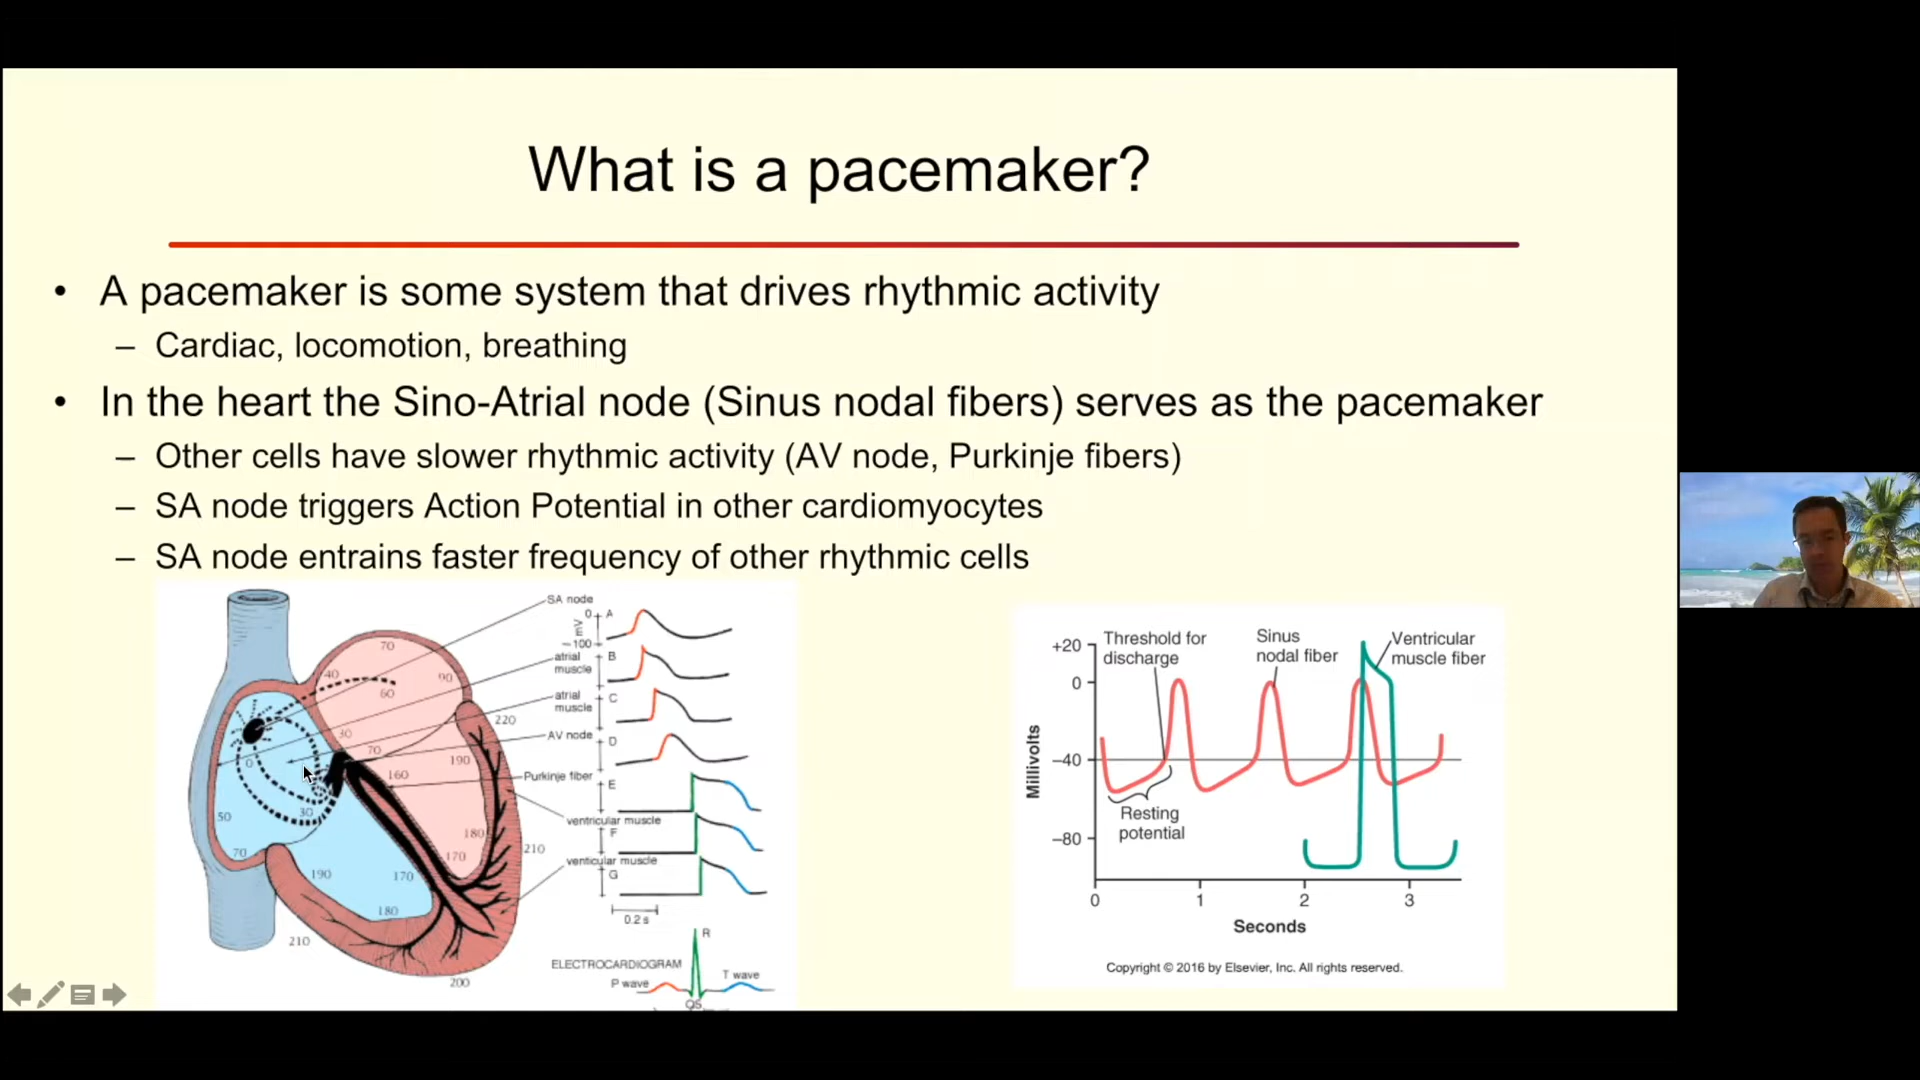 What is a pacemaker?
• A pacemaker is some system that drives rhythmic activity
– Cardiac, locomotion, breathing
• In the heart the Sino-Atrial node (Sinus nodal fibers) serves as the pacemaker
– Other cells have slower rhythmic activity (AV node, Purkinje fibers)
– SA node triggers Action Potential in other cardiomyocytes
– SA node entrains faster frequency of other rhythmic cells
SA node
0 A
mV
-100
atrial
muscle
B
atrial
muscle
C
AV node
D
Purkinje fiber
E
ventricular muscle
F
venticular muscle
G
0.2 s
ELECTROCARDIOGRAM
R
P wave
T wave
QS
70
40
60
90
220
30
70
190
0
160
30
50
180
210
70
170
190
170
180
210
200
+20
0
−40
−80
Millivolts
Threshold for
discharge
Sinus
nodal fiber
Ventricular
muscle fiber
Resting
potential
0 1 2 3
Seconds
Copyright © 2016 by Elsevier, Inc. All rights reserved.